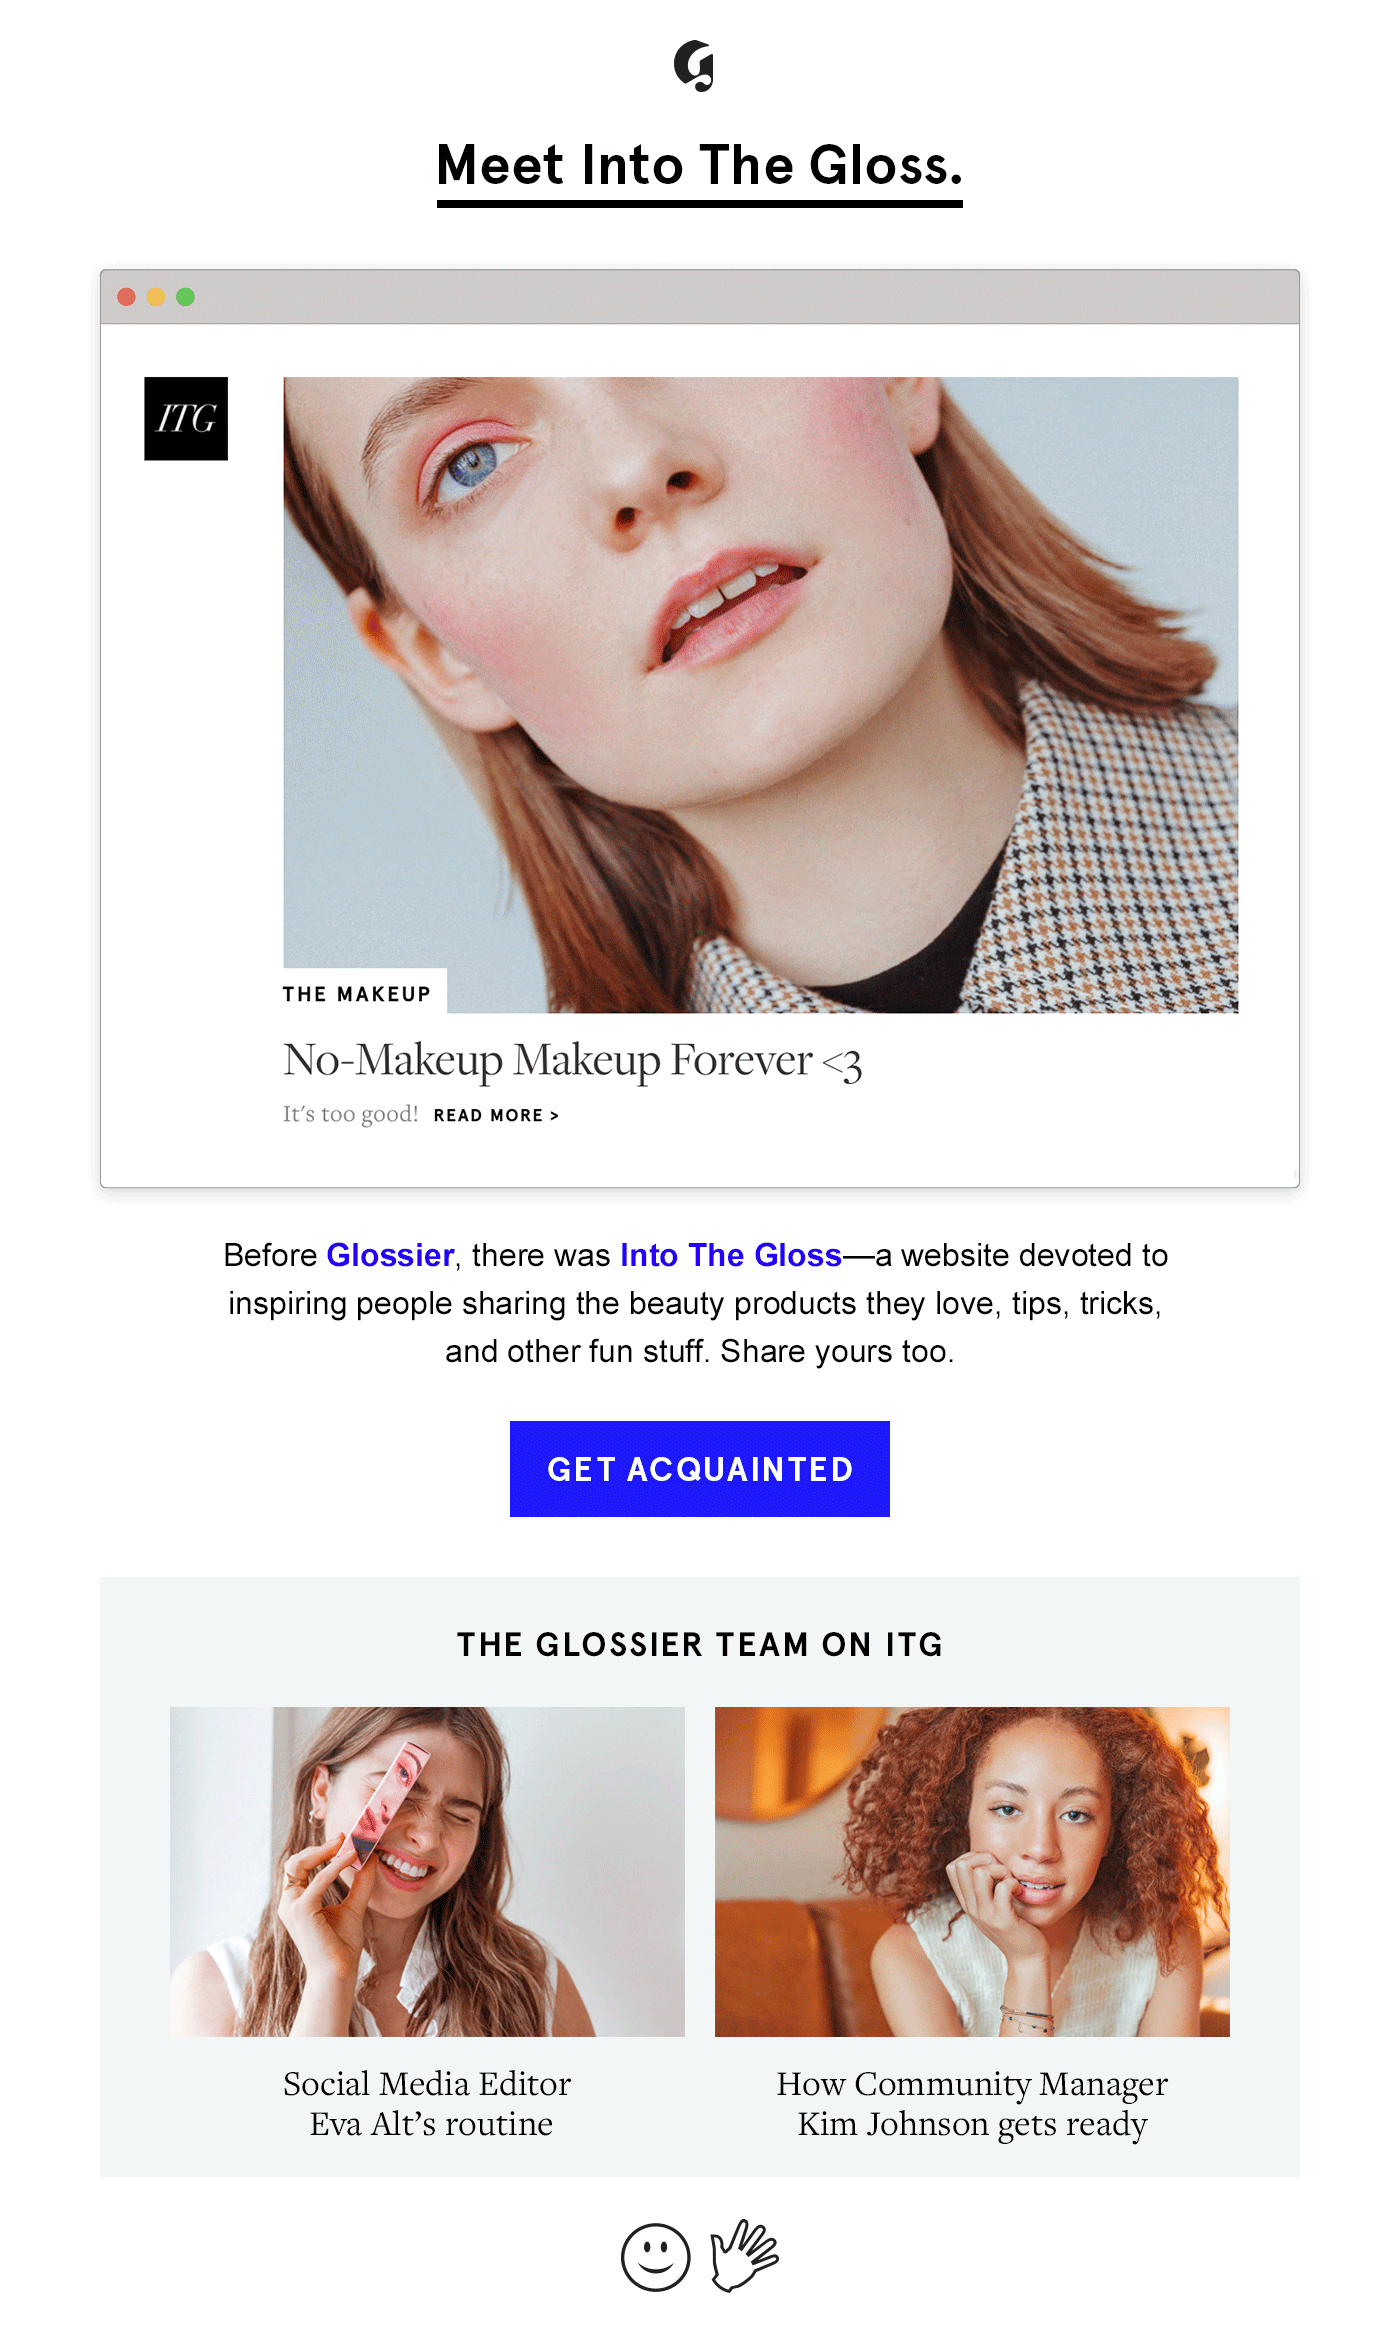 G
Meet Into The Gloss.
ITG
THE MAKEUP
No-Makeup Makeup Forever <3
It's too good! READ MORE >
Before Glossier, there was Into The Gloss—a website devoted to
inspiring people sharing the beauty products they love, tips, tricks,
and other fun stuff. Share yours too.
GET ACQUAINTED
THE GLOSSIER TEAM ON ITG
Social Media Editor
Eva Alt’s routine
How Community Manager
Kim Johnson gets ready